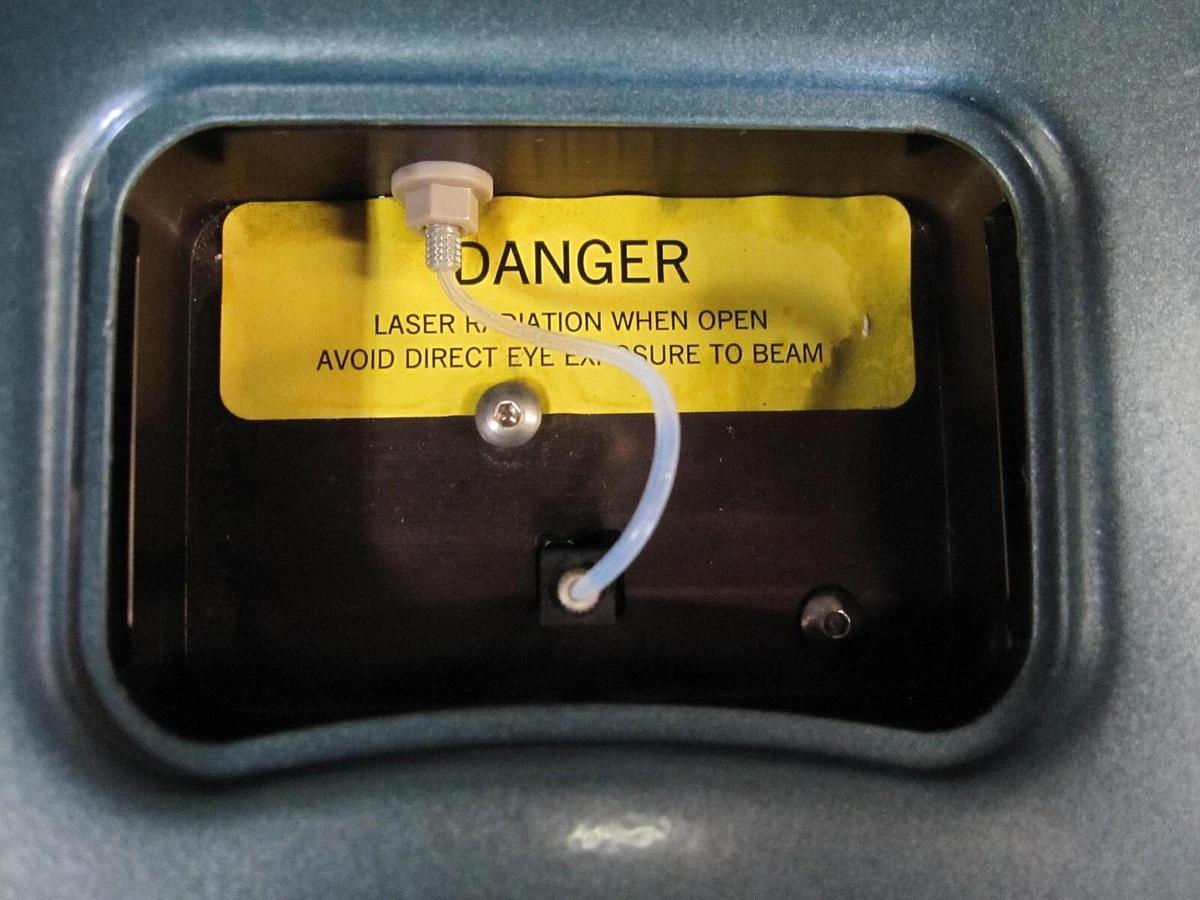 DANGER
LASER RADIATION WHEN OPEN
AVOID DIRECT EYE EXPOSURE TO BEAM